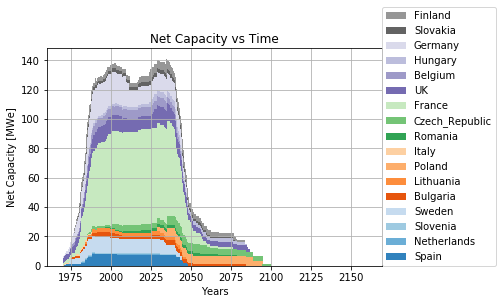 Net Capacity vs Time
Net Capacity [MWe]
140
120
100
80
60
40
20
0
1975
2000
2025
2050
2075
2100
2125
2150
Years
Finland
Slovakia
Germany
Hungary
Belgium
UK
France
Czech_Republic
Romania
Italy
Poland
Lithuania
Bulgaria
Sweden
Slovenia
Netherlands
Spain